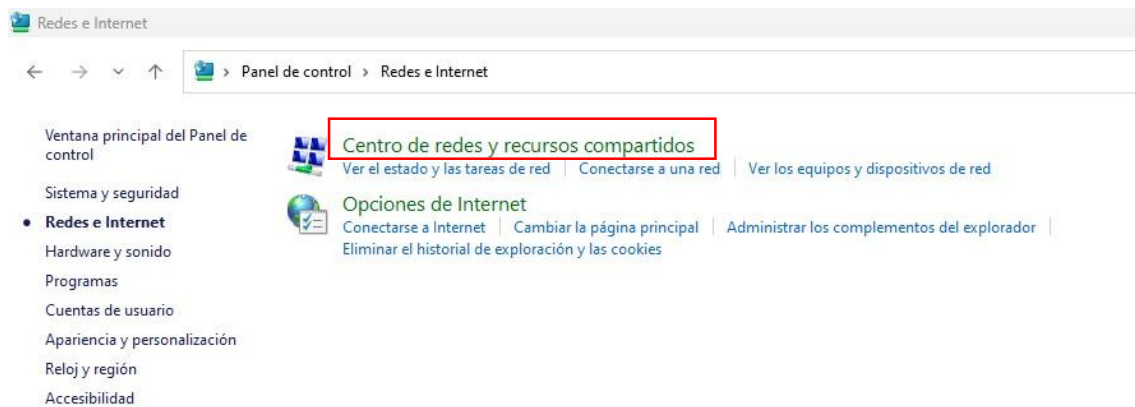 Redes e Internet
Panel de control > Redes e Internet
Ventana principal del Panel de
control
Sistema y seguridad
Redes e Internet
Hardware y sonido
Programas
Cuentas de usuario
Apariencia y personalización
Reloj y región
Accesibilidad
Centro de redes y recursos compartidos
Ver el estado y las tareas de red | Conectarse a una red | Ver los equipos y dispositivos de red
Opciones de Internet
Conectarse a Internet | Cambiar la página principal | Administrar los complementos del explorador |
Eliminar el historial de exploración y las cookies